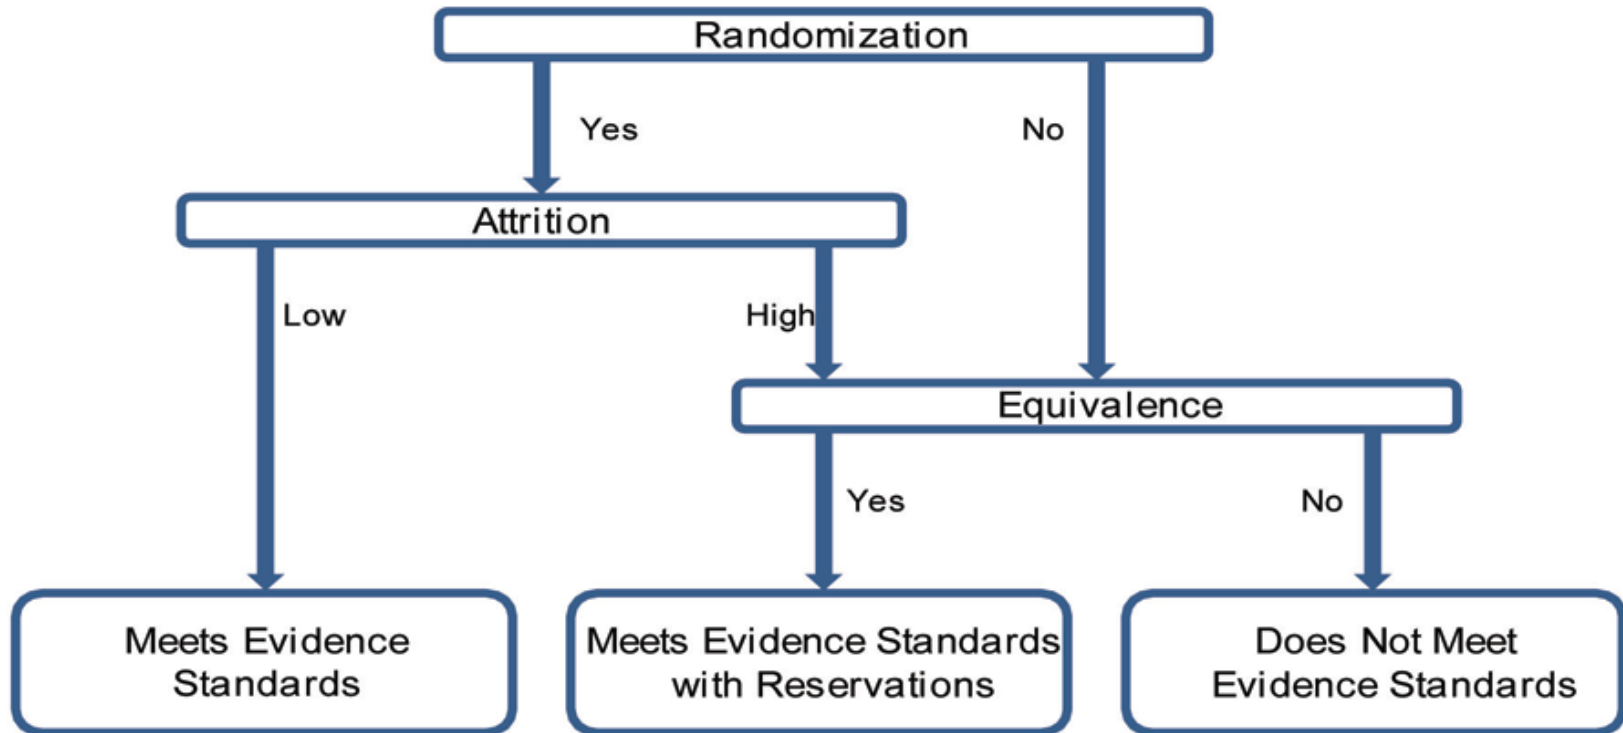 Randomization
Yes
No
Attrition
Low
High
Equivalence
Yes
No
Meets Evidence
Standards
Meets Evidence Standards
with Reservations
Does Not Meet
Evidence Standards